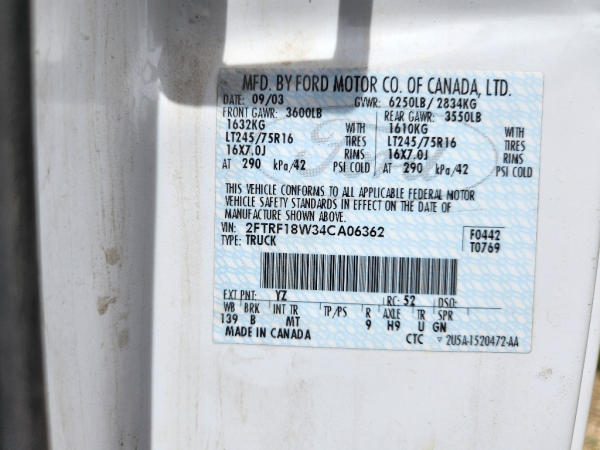 MFD. BY FORD MOTOR CO. OF CANADA, LTD.
DATE 09/03 GVWR: 6250LB/ 2834KG
FRONT GAWR: 3600LB REAR GAWR: 3550LB
1632KG WITH 1610KG WITH
LT245/75R16 TIRES LT245/75R16 TIRES
16X7.0J RIMS 16X7.0J RIMS
AT 290 kPa/42 PSI COLD AT 290 kPa/42 PSI COLD
THIS VEHICLE CONFORMS TO ALL APPLICABLE FEDERAL MOTOR
VEHICLE SAFETY STANDARDS IN EFFECT ON THE DATE OF
MANUFACTURE SHOWN ABOVE.
VIN: 2FTRF18W34CA06362 F0442
TYPE: TRUCK T0769
EXT PNT: YZ RC: 52 DSO:
WB BRK INT TR TP/PS R AXLE TR SPR
139 B MT 9 H9 U GN
MADE IN CANADA CTC 2U5A-1520472-AA
Ford